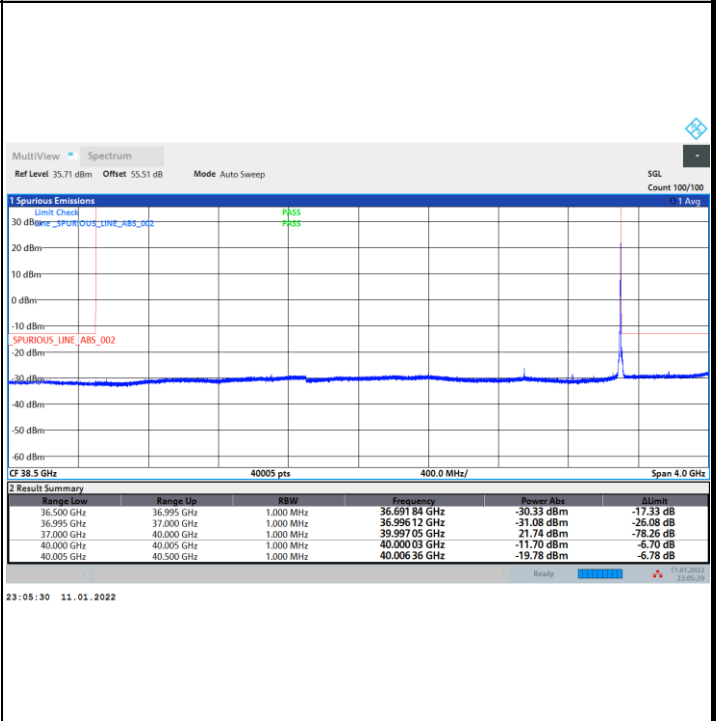 MultiView Spectrum
Ref Level 35.71 dBm Offset 55.51 dB Mode Auto Sweep SGL
Count 100/100
1 Spurious Emissions 1 Avg
Limit Check PASS
30 dBm Line _SPURIOUS_LINE_ABS_002 PASS
20 dBm
10 dBm
0 dBm
-10 dBm
_SPURIOUS_LINE_ABS_002
-20 dBm
-30 dBm
-40 dBm
-50 dBm
-60 dBm
CF 38.5 GHz 40005 pts 400.0 MHz/ Span 4.0 GHz
2 Result Summary
Range Low Range Up RBW Frequency Power Abs ΔLimit
36.500 GHz 36.995 GHz 1.000 MHz 36.691 84 GHz -30.33 dBm -17.33 dB
36.995 GHz 37.000 GHz 1.000 MHz 36.996 12 GHz -31.08 dBm -26.08 dB
37.000 GHz 40.000 GHz 1.000 MHz 39.997 05 GHz 21.74 dBm -78.26 dB
40.000 GHz 40.005 GHz 1.000 MHz 40.000 03 GHz -11.70 dBm -6.70 dB
40.005 GHz 40.500 GHz 1.000 MHz 40.006 36 GHz -19.78 dBm -6.78 dB
Ready 11.01.2022
23:05:29
23:05:30 11.01.2022